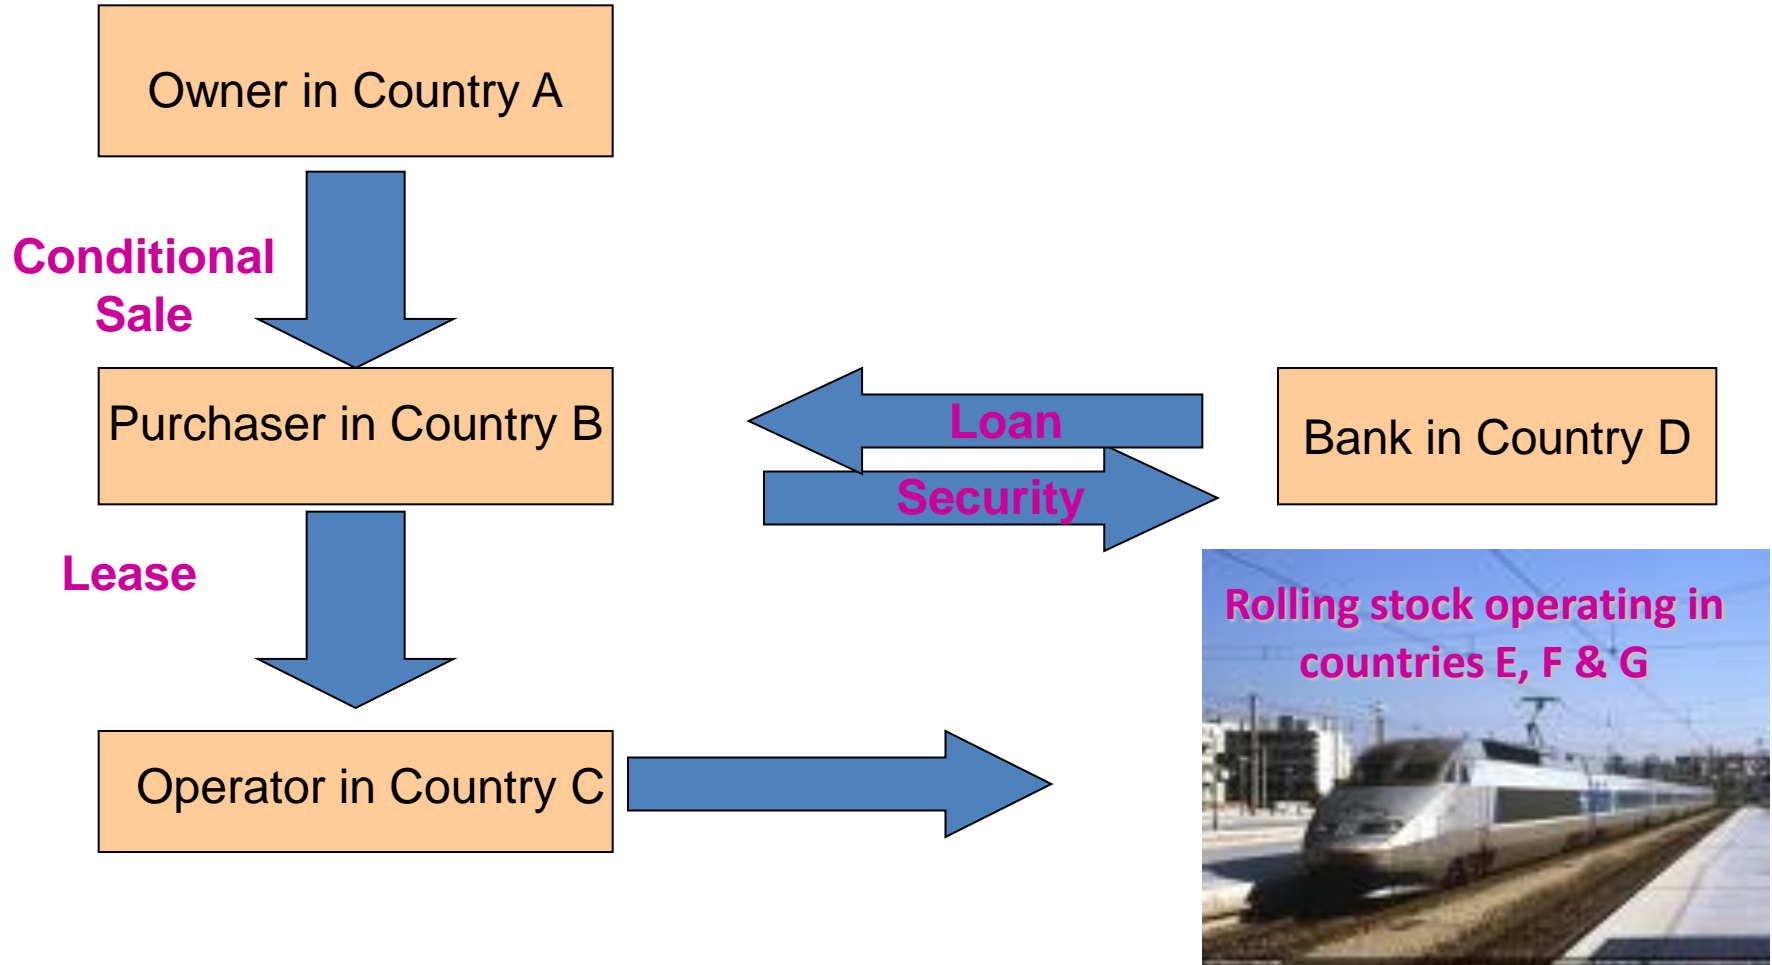 Owner in Country A
Conditional
Sale
Purchaser in Country B
Loan
Security
Bank in Country D
Lease
Rolling stock operating in
countries E, F & G
Operator in Country C